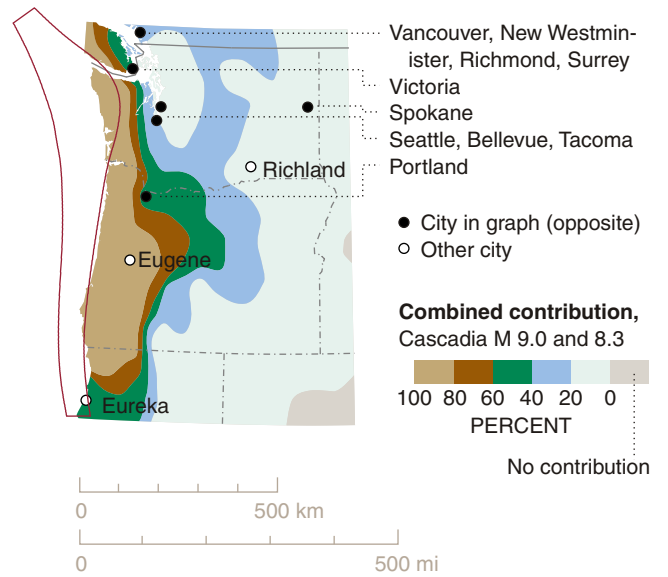 Vancouver, New Westmin-
ister, Richmond, Surrey
Victoria
Spokane
Seattle, Bellevue, Tacoma
Portland
Richland
Eugene
Eureka
City in graph (opposite)
Other city
Combined contribution,
Cascadia M 9.0 and 8.3
100 80 60 40 20 0
PERCENT
No contribution
0 500 km
0 500 mi